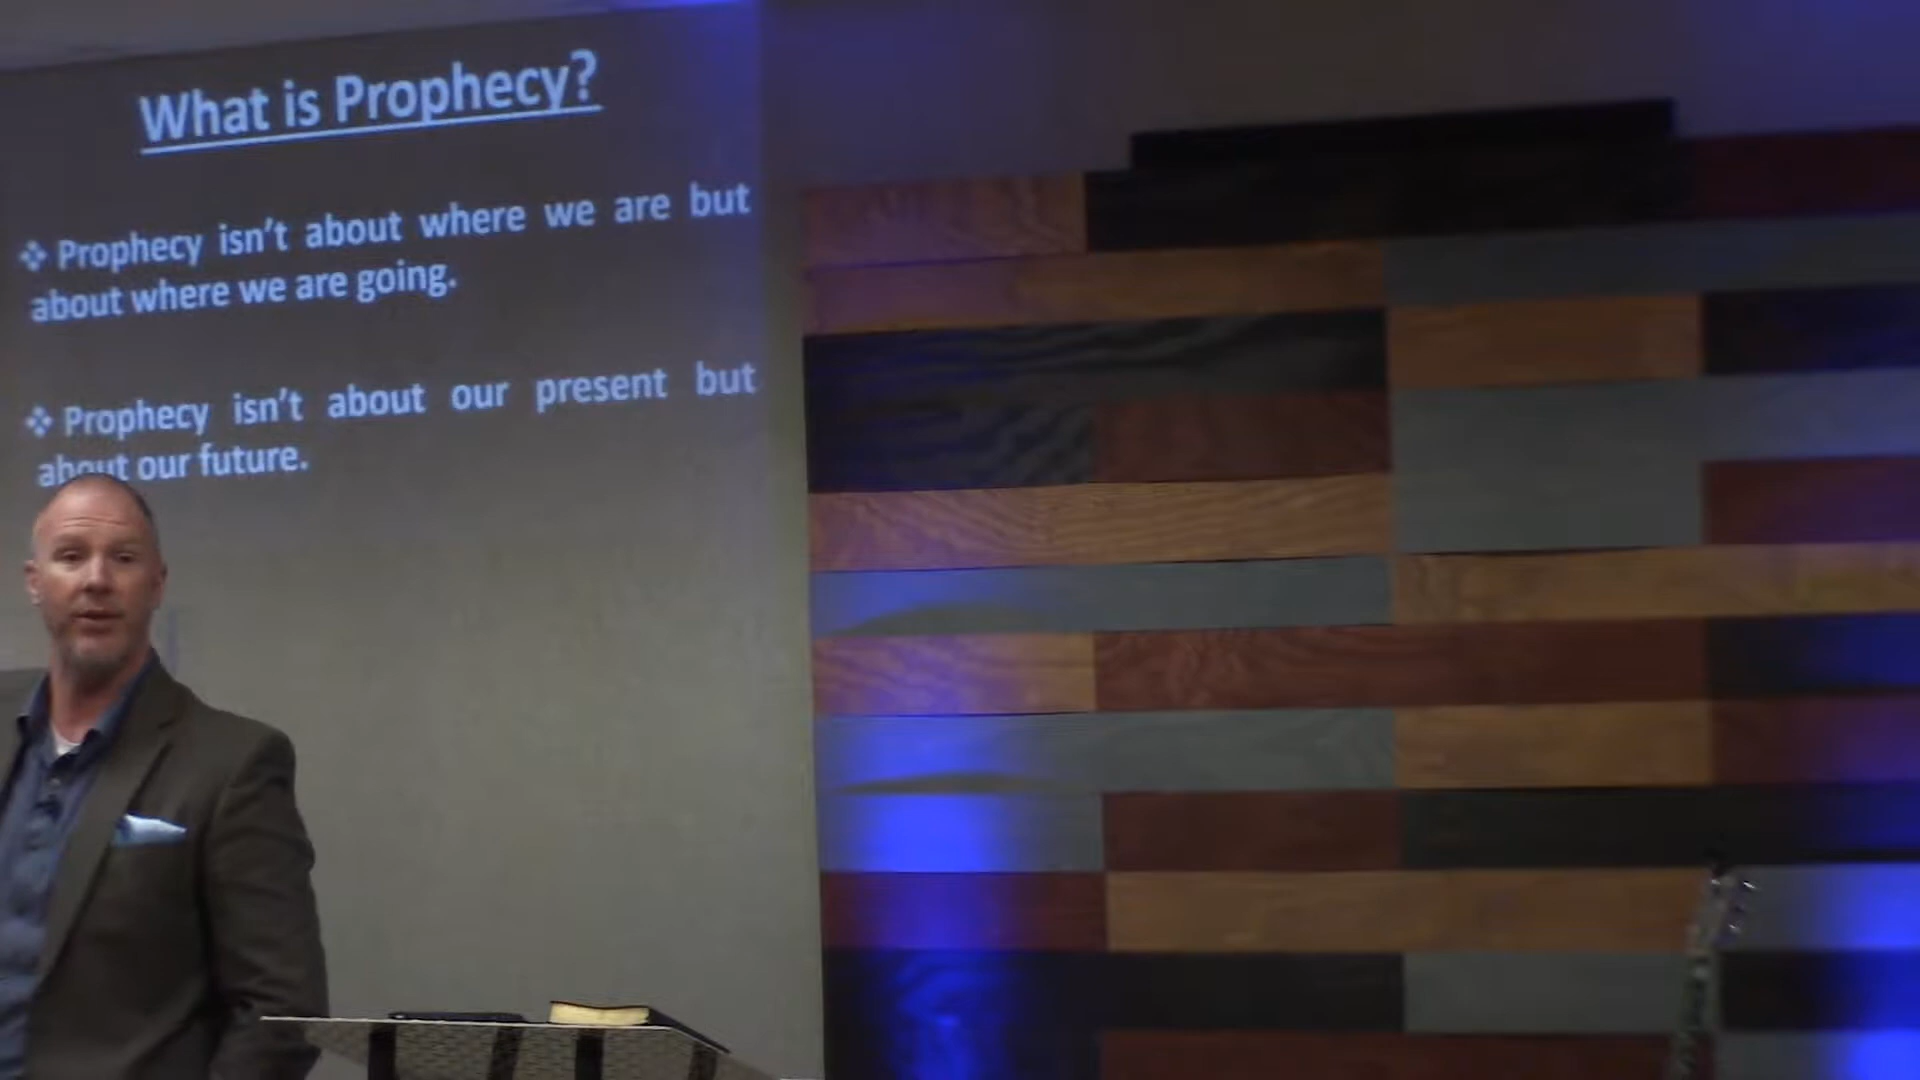 What is Prophecy?
❖ Prophecy isn't about where we are but
about where we are going.
❖ Prophecy isn't about our present but
about our future.